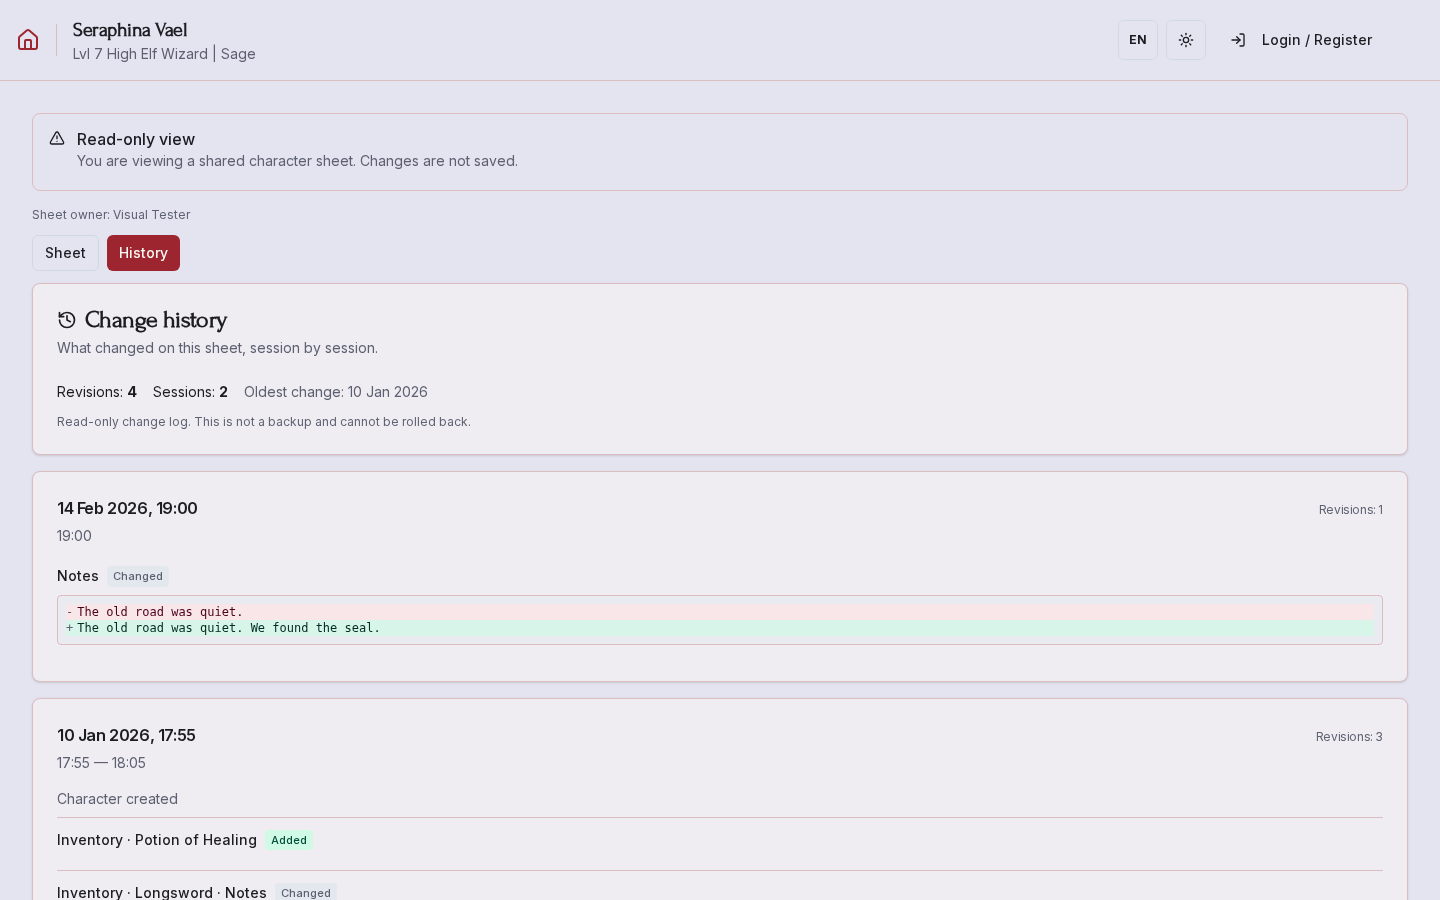 Seraphina Vael
Lvl 7 High Elf Wizard | Sage
EN
Login / Register
Read-only view
You are viewing a shared character sheet. Changes are not saved.
Sheet owner: Visual Tester
Sheet
History
Change history
What changed on this sheet, session by session.
Revisions: 4 Sessions: 2 Oldest change: 10 Jan 2026
Read-only change log. This is not a backup and cannot be rolled back.
14 Feb 2026, 19:00
Revisions: 1
19:00
Notes Changed
- The old road was quiet.
+ The old road was quiet. We found the seal.
10 Jan 2026, 17:55
Revisions: 3
17:55 — 18:05
Character created
Inventory · Potion of Healing Added
Inventory · Longsword · Notes Changed